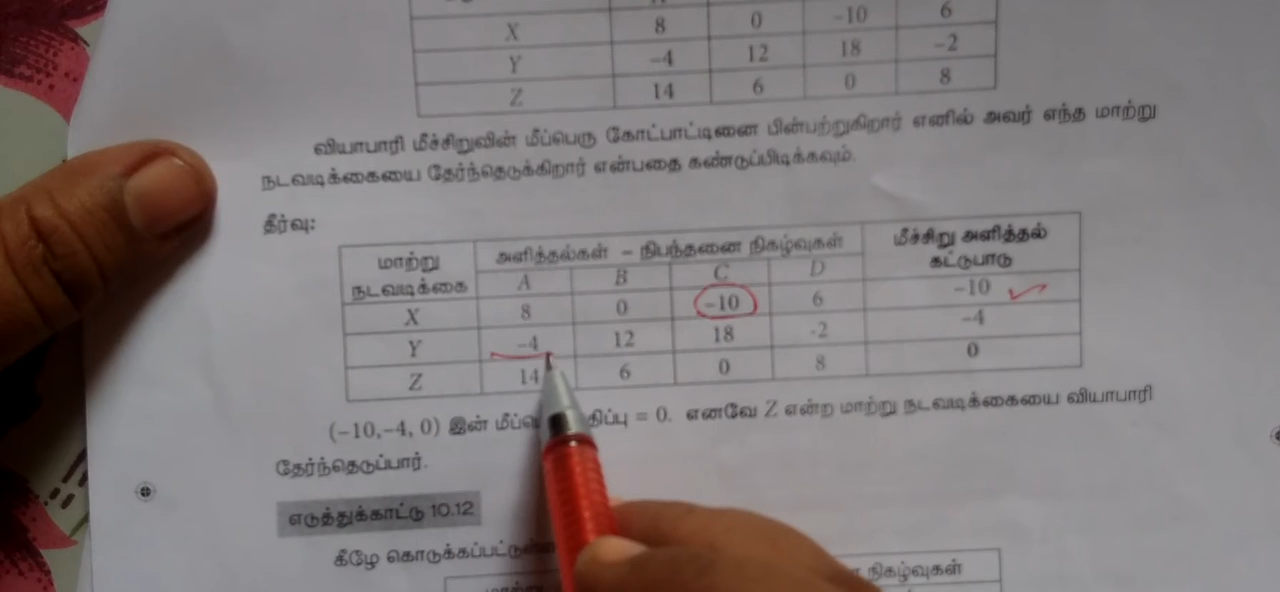 X 8 0 -10 6
Y -4 12 18 -2
Z 14 6 0 8
வியாபாரி மீச்சிறுவின் மீப்பெரு கோட்பாட்டினை பின்பற்றுகிறார் எனில் அவர் எந்த மாற்று
நடவடிக்கையை தேர்ந்தெடுக்கிறார் என்பதை கண்டுப்பிடிக்கவும்.
தீர்வு:
மாற்று நடவடிக்கை
அளித்தல்கள் – நிபந்தனை நிகழ்வுகள்
மீச்சிறு அளித்தல் கட்டுபாடு
A B C D
X 8 0 -10 6 -10
Y -4 12 18 -2 -4
Z 14 6 0 8 0
(-10,-4, 0) இன் = 0. எனவே Z என்ற மாற்று நடவடிக்கையை வியாபாரி
தேர்ந்தெடுப்பார்.
எடுத்துக்காட்டு 10.12
கீழே
நிகழ்வுகள்